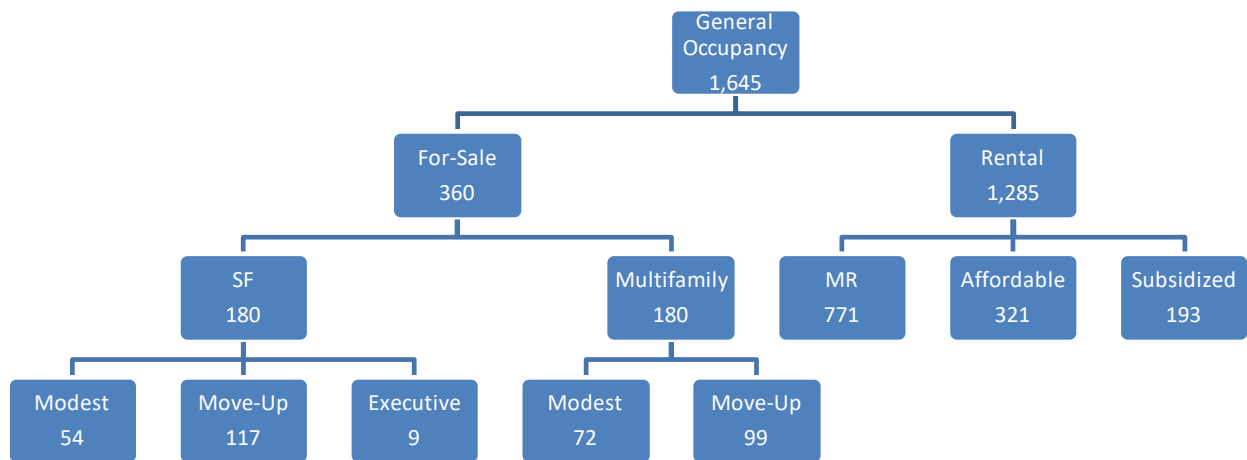 General
Occupancy
1,645
For-Sale
360
Rental
1,285
SF
180
Multifamily
180
MR
771
Affordable
321
Subsidized
193
Modest
54
Move-Up
117
Executive
9
Modest
72
Move-Up
99